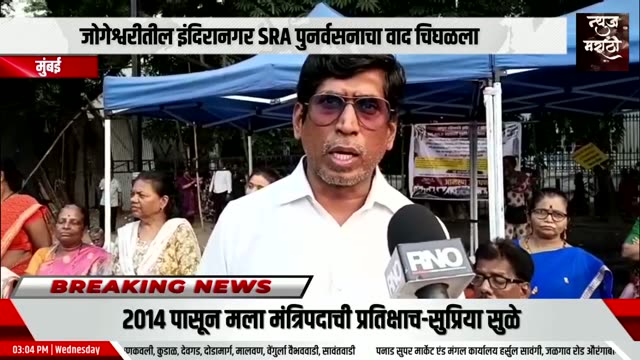 जोगेश्वरीतील इंदिरानगर SRA पुनर्वसनाचा वाद चिघळला
न्यूज
मराठी
मुंबई
RNO
BREAKING NEWS
2014 पासून मला मंत्रिपदाची प्रतिक्षाच-सुप्रिया सुळे
03:04 PM | Wednesday
णकवली, कुडाळ, देवगड, दोडामार्ग, मालवण, वेंगुर्ला वैभववाडी, सावंतवाडी
पनाड सुपर मार्केट एंड मंगल कार्यालय हर्सुल सावंगी, जळगाव रोड औरंगाब